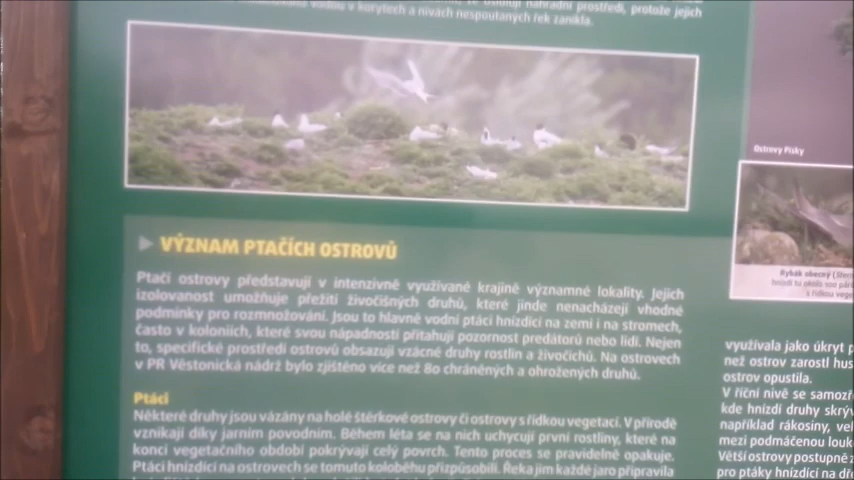 náhradní prostředí, protože jejich
vodou v korytech a nivách nespoutaných řek zanikla.
Ostrovy Písky
VÝZNAM PTAČÍCH OSTROVŮ
Ptačí ostrovy představují v intenzivně využívané krajině významné lokality. Jejich
izolovanost umožňuje přežití živočišných druhů, které jinde nenacházejí vhodné
podmínky pro rozmnožování. Jsou to hlavně vodní ptáci hnízdící na zemi i na stromech,
často v koloniích, které svou nápadností přitahují pozornost predátorů nebo lidí. Nejen
to, specifické prostředí ostrovů obsazují vzácné druhy rostlin a živočichů. Na ostrovech
v PR Věstonická nádrž bylo zjištěno více než 80 chráněných a ohrožených druhů.
Ptáci
Některé druhy jsou vázány na holé štěrkové ostrovy či ostrovy s řídkou vegetací. V přírodě
vznikají díky jarním povodním. Během léta se na nich uchycují první rostliny, které na
konci vegetačního období pokrývají celý povrch. Tento proces se pravidelně opakuje.
Ptáci hnízdící na ostrovech se tomuto koloběhu přizpůsobili. Řeka jim každé jaro připravila
Rybák obecný
hnízdí tu okolo 100
s řídkou
využívala jako úkryt
než ostrov zarostl
ostrov opustila.
V říční nivě se
kde hnízdí druhy
například rákosiny,
mezi podmáčenou
Větší ostrovy postupně
pro ptáky hnízdící na